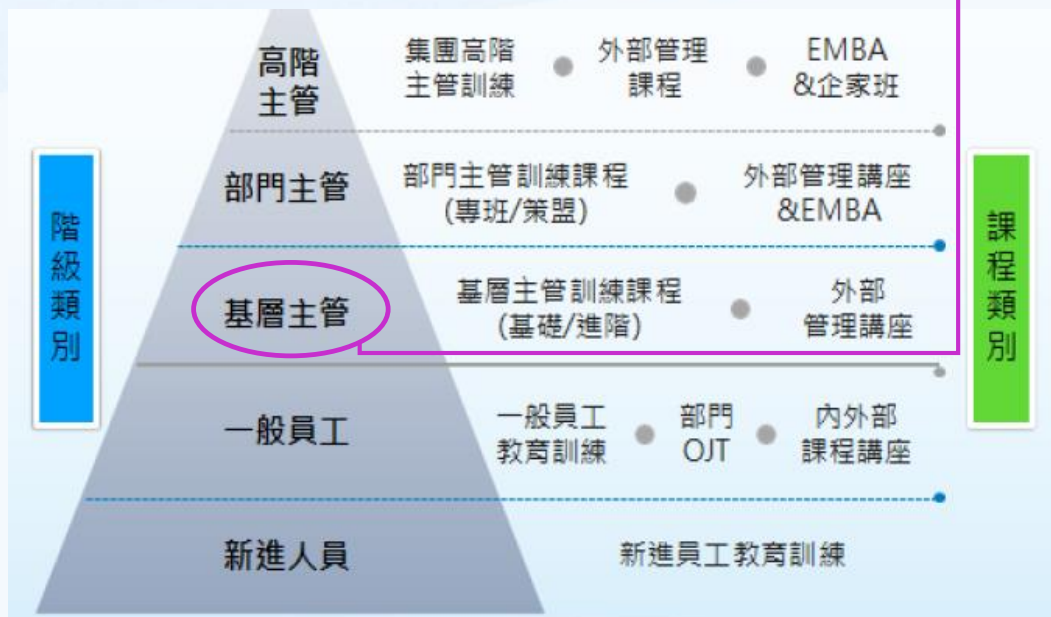 高階
主管
集團高階
主管訓練
外部管理
課程
EMBA
&企家班
部門主管
部門主管訓練課程
(專班/策盟)
外部管理講座
&EMBA
階級類別
課程類別
基層主管
基層主管訓練課程
(基礎/進階)
外部
管理講座
一般員工
一般員工
教育訓練
部門
OJT
內外部
課程講座
新進人員
新進員工教育訓練